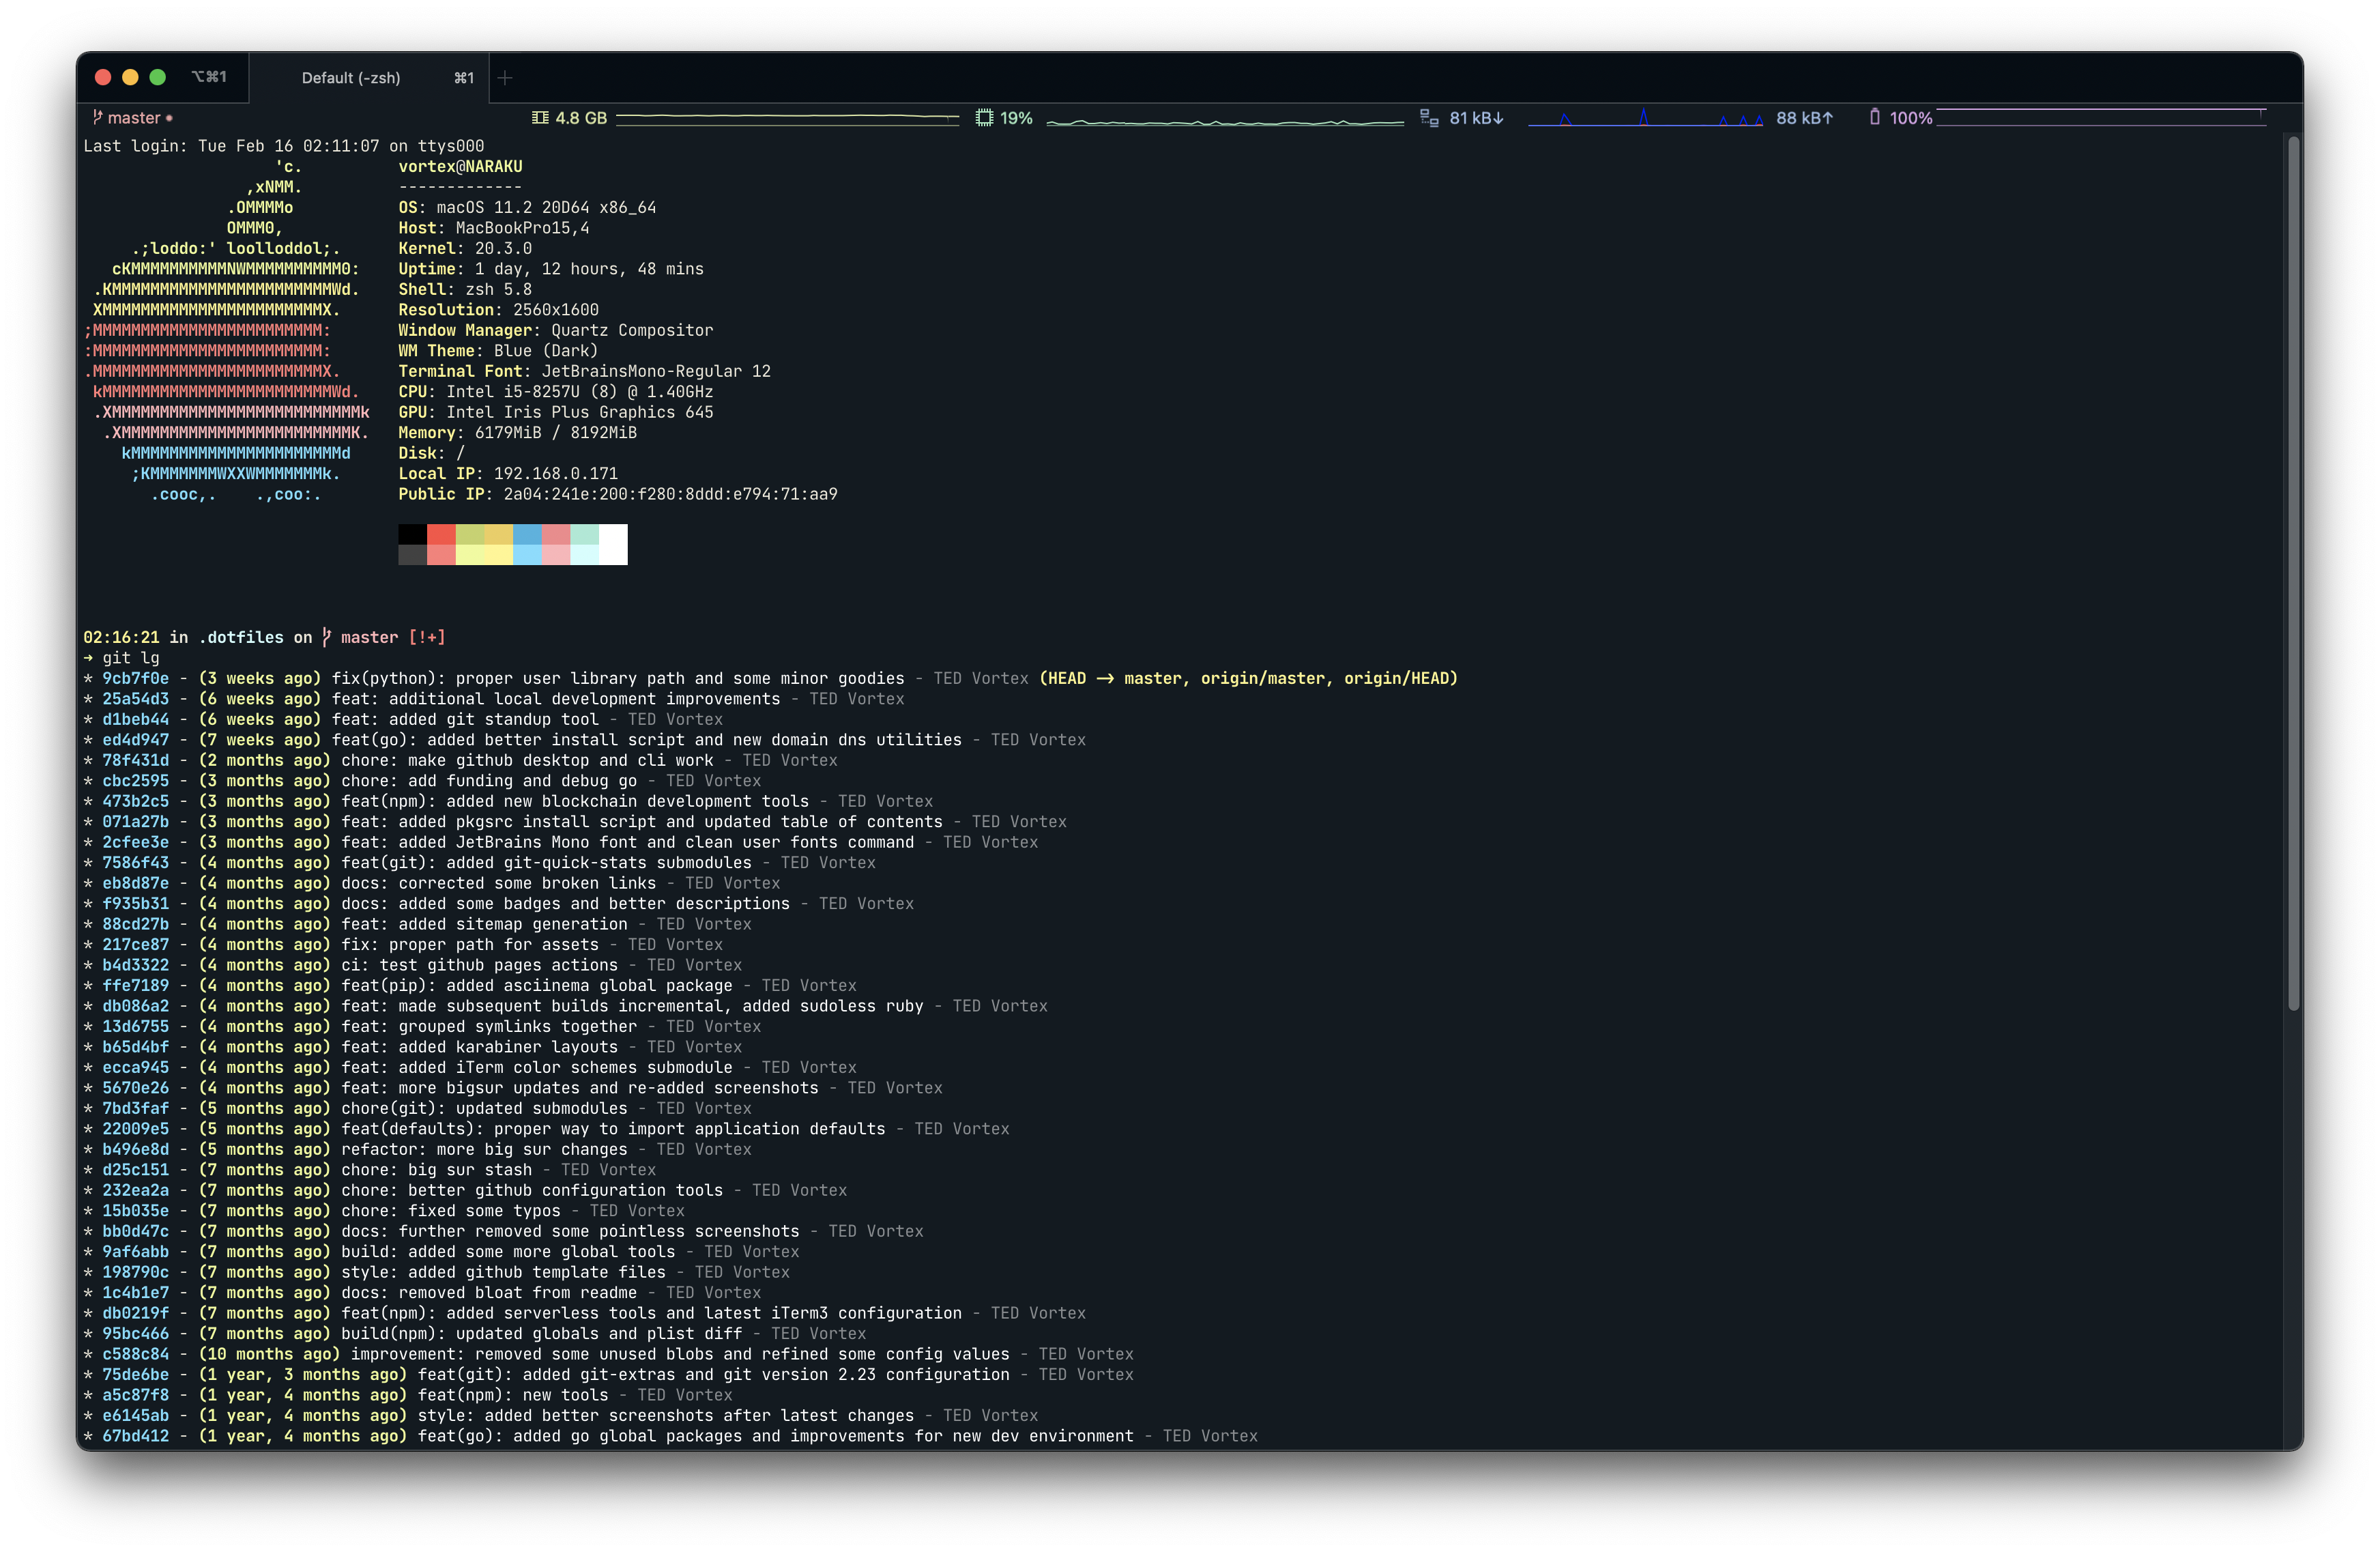 ⌥⌘1 Default (-zsh) ⌘1
master 4.8 GB 19% 81 kB↓ 88 kB↑ 100%
Last login: Tue Feb 16 02:11:07 on ttys000
                    'c.          vortex@NARAKU
                 ,xNMM.          -------------
               .OMMMMo           OS: macOS 11.2 20D64 x86_64
               OMMM0,            Host: MacBookPro15,4
     .;loddo:' loolloddol;.      Kernel: 20.3.0
   cKMMMMMMMMMMNWMMMMMMMMMM0:    Uptime: 1 day, 12 hours, 48 mins
 .KMMMMMMMMMMMMMMMMMMMMMMMWd.    Shell: zsh 5.8
 XMMMMMMMMMMMMMMMMMMMMMMMX.      Resolution: 2560x1600
;MMMMMMMMMMMMMMMMMMMMMMMM:       Window Manager: Quartz Compositor
:MMMMMMMMMMMMMMMMMMMMMMMM:       WM Theme: Blue (Dark)
.MMMMMMMMMMMMMMMMMMMMMMMMX.      Terminal Font: JetBrainsMono-Regular 12
 kMMMMMMMMMMMMMMMMMMMMMMMMWd.    CPU: Intel i5-8257U (8) @ 1.40GHz
 .XMMMMMMMMMMMMMMMMMMMMMMMMMMk   GPU: Intel Iris Plus Graphics 645
  .XMMMMMMMMMMMMMMMMMMMMMMMMK.   Memory: 6179MiB / 8192MiB
    kMMMMMMMMMMMMMMMMMMMMMMd     Disk: /
     ;KMMMMMMMWXXWMMMMMMMk.      Local IP: 192.168.0.171
       .cooc,.    .,coo:.        Public IP: 2a04:241e:200:f280:8ddd:e794:71:aa9
02:16:21 in .dotfiles on master [!+]
➜ git lg
* 9cb7f0e - (3 weeks ago) fix(python): proper user library path and some minor goodies - TED Vortex (HEAD -> master, origin/master, origin/HEAD)
* 25a54d3 - (6 weeks ago) feat: additional local development improvements - TED Vortex
* d1beb44 - (6 weeks ago) feat: added git standup tool - TED Vortex
* ed4d947 - (7 weeks ago) feat(go): added better install script and new domain dns utilities - TED Vortex
* 78f431d - (2 months ago) chore: make github desktop and cli work - TED Vortex
* cbc2595 - (3 months ago) chore: add funding and debug go - TED Vortex
* 473b2c5 - (3 months ago) feat(npm): added new blockchain development tools - TED Vortex
* 071a27b - (3 months ago) feat: added pkgsrc install script and updated table of contents - TED Vortex
* 2cfee3e - (3 months ago) feat: added JetBrains Mono font and clean user fonts command - TED Vortex
* 7586f43 - (4 months ago) feat(git): added git-quick-stats submodules - TED Vortex
* eb8d87e - (4 months ago) docs: corrected some broken links - TED Vortex
* f935b31 - (4 months ago) docs: added some badges and better descriptions - TED Vortex
* 88cd27b - (4 months ago) feat: added sitemap generation - TED Vortex
* 217ce87 - (4 months ago) fix: proper path for assets - TED Vortex
* b4d3322 - (4 months ago) ci: test github pages actions - TED Vortex
* ffe7189 - (4 months ago) feat(pip): added asciinema global package - TED Vortex
* db086a2 - (4 months ago) feat: made subsequent builds incremental, added sudoless ruby - TED Vortex
* 13d6755 - (4 months ago) feat: grouped symlinks together - TED Vortex
* b65d4bf - (4 months ago) feat: added karabiner layouts - TED Vortex
* ecca945 - (4 months ago) feat: added iTerm color schemes submodule - TED Vortex
* 5670e26 - (4 months ago) feat: more bigsur updates and re-added screenshots - TED Vortex
* 7bd3faf - (5 months ago) chore(git): updated submodules - TED Vortex
* 22009e5 - (5 months ago) feat(defaults): proper way to import application defaults - TED Vortex
* b496e8d - (5 months ago) refactor: more big sur changes - TED Vortex
* d25c151 - (7 months ago) chore: big sur stash - TED Vortex
* 232ea2a - (7 months ago) chore: better github configuration tools - TED Vortex
* 15b035e - (7 months ago) chore: fixed some typos - TED Vortex
* bb0d47c - (7 months ago) docs: further removed some pointless screenshots - TED Vortex
* 9af6abb - (7 months ago) build: added some more global tools - TED Vortex
* 198790c - (7 months ago) style: added github template files - TED Vortex
* 1c4b1e7 - (7 months ago) docs: removed bloat from readme - TED Vortex
* db0219f - (7 months ago) feat(npm): added serverless tools and latest iTerm3 configuration - TED Vortex
* 95bc466 - (7 months ago) build(npm): updated globals and plist diff - TED Vortex
* c588c84 - (10 months ago) improvement: removed some unused blobs and refined some config values - TED Vortex
* 75de6be - (1 year, 3 months ago) feat(git): added git-extras and git version 2.23 configuration - TED Vortex
* a5c87f8 - (1 year, 4 months ago) feat(npm): new tools - TED Vortex
* e6145ab - (1 year, 4 months ago) style: added better screenshots after latest changes - TED Vortex
* 67bd412 - (1 year, 4 months ago) feat(go): added go global packages and improvements for new dev environment - TED Vortex